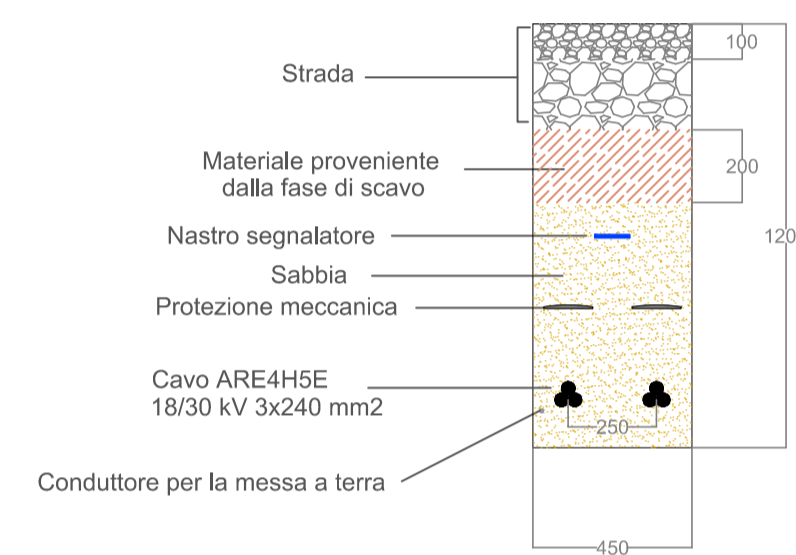 100
Strada
Materiale proveniente
dalla fase di scavo
200
Nastro segnalatore
120
Sabbia
Protezione meccanica
Cavo ARE4H5E
18/30 kV 3x240 mm2
250
Conduttore per la messa a terra
450